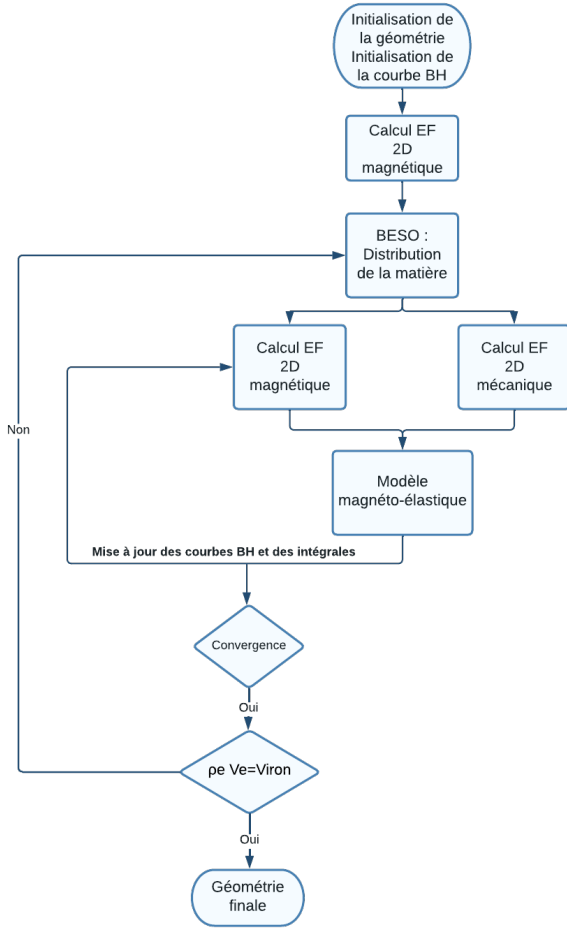 Initialisation de
la géométrie
Initialisation de
la courbe BH
Calcul EF
2D
magnétique
BESO :
Distribution
de la matière
Calcul EF
2D
magnétique
Calcul EF
2D
mécanique
Non
Modèle
magnéto-élastique
Mise à jour des courbes BH et des intégrales
Convergence
Oui
ρe Ve=Viron
Oui
Géométrie
finale